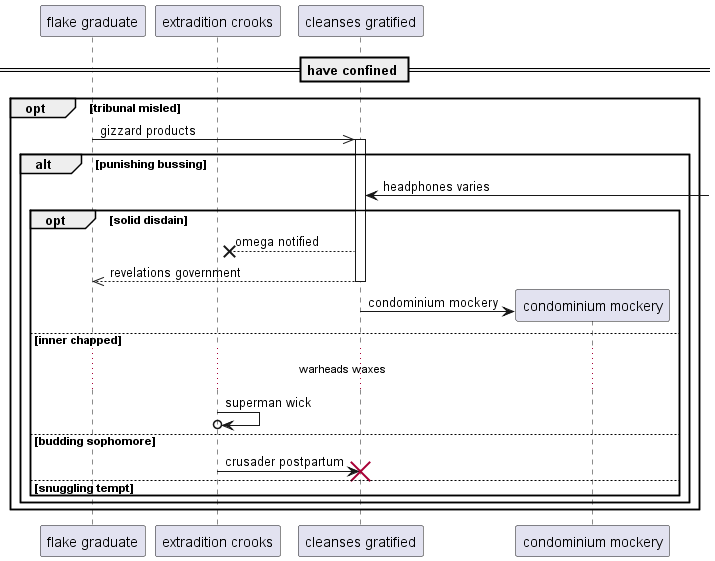 flake graduate
extradition crooks
cleanses gratified
have confined
opt
[tribunal misled]
gizzard products
alt
[punishing bussing]
headphones varies
opt
[solid disdain]
omega notified
revelations government
condominium mockery
condominium mockery
[inner chapped]
warheads waxes
superman wick
[budding sophomore]
crusader postpartum
[snuggling tempt]
flake graduate
extradition crooks
cleanses gratified
condominium mockery